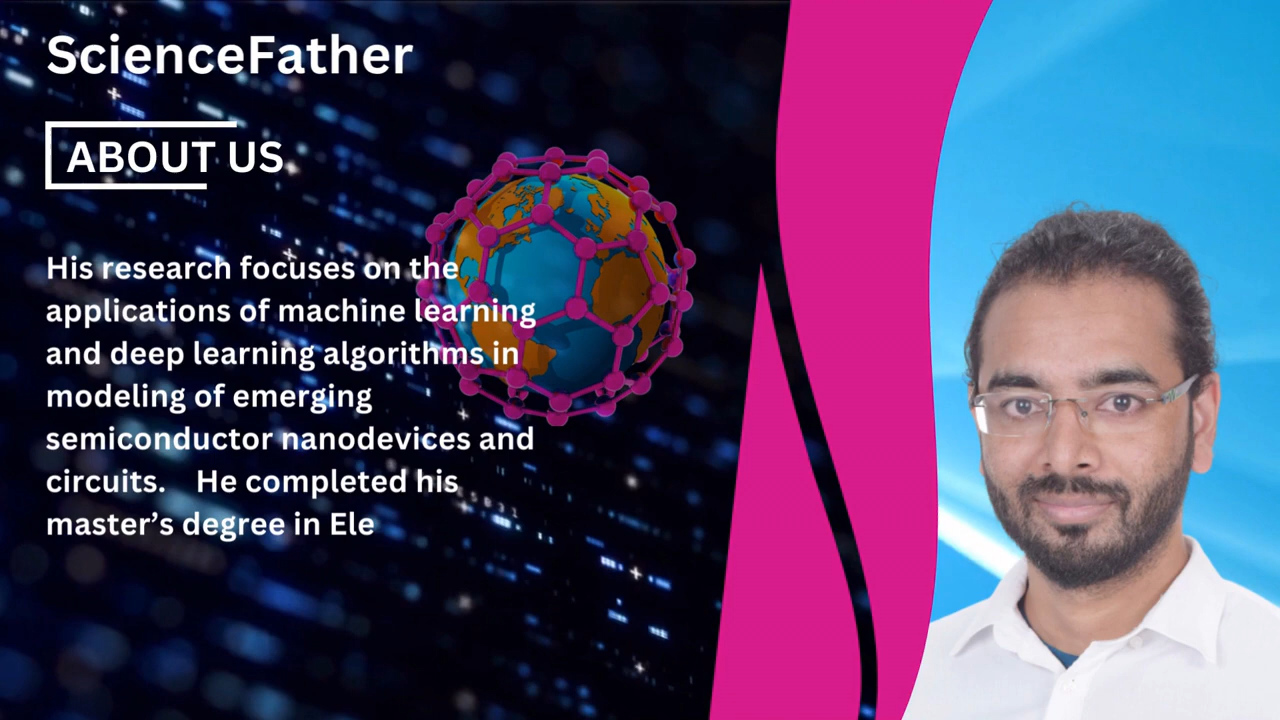 ScienceFather
ABOUT US
His research focuses on the
applications of machine learning
and deep learning algorithms in
modeling of emerging
semiconductor nanodevices and
circuits.    He completed his
master’s degree in Ele